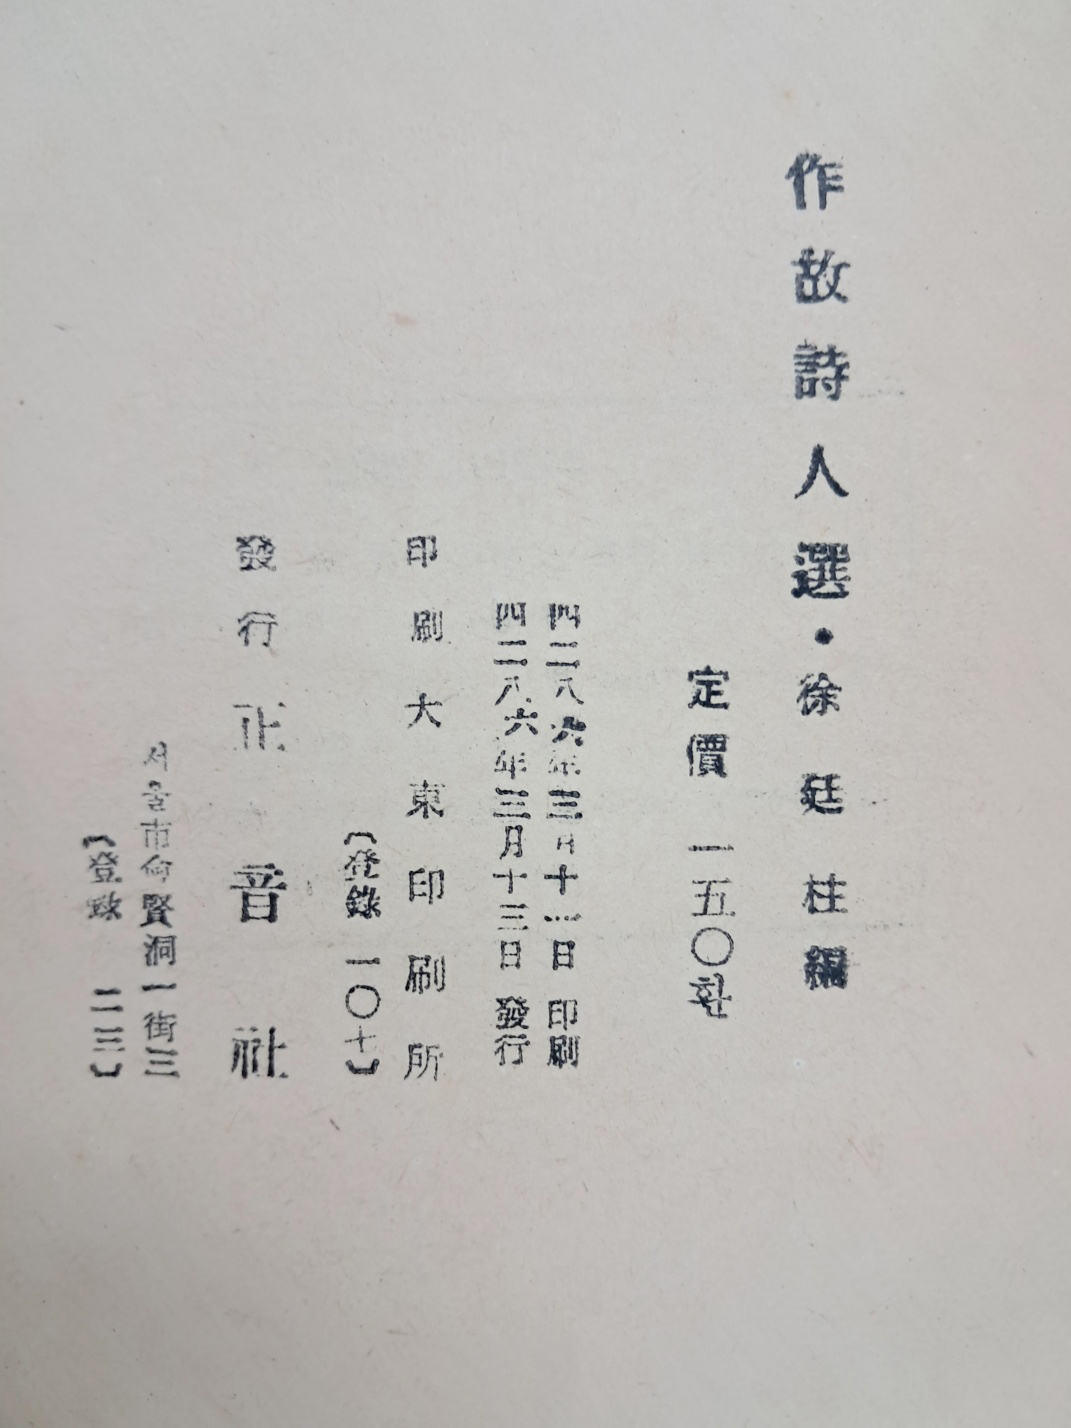 作故詩人選・徐廷柱編
定價 一五〇환
四二八六年三月十 日 印刷
四二八六年三月十三日 發行
印刷 大東印刷所
〔登錄 一〇七〕
發行 正音社
서울市會賢洞一街三
〔登錄 二三〕